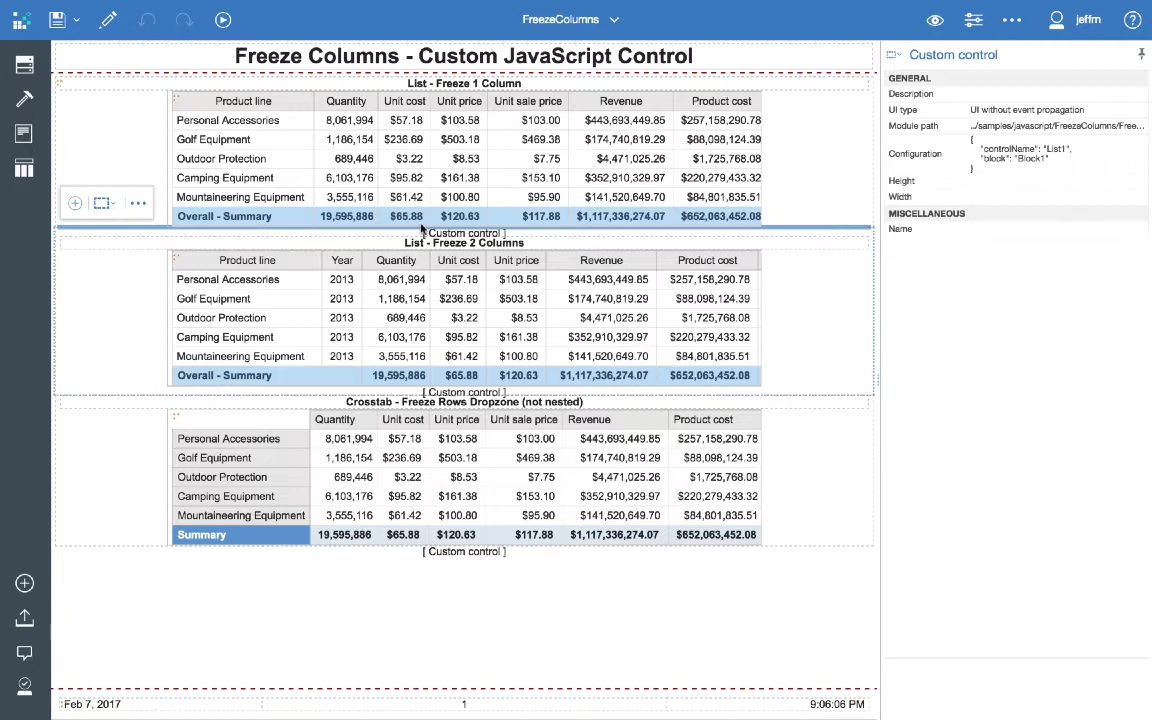 FreezeColumns
jeffm
Freeze Columns - Custom JavaScript Control
List - Freeze 1 Column
Product line Quantity Unit cost Unit price Unit sale price Revenue Product cost
Personal Accessories 8,061,994 $57.18 $103.58 $103.00 $443,693,449.85 $257,158,290.78
Golf Equipment 1,186,154 $236.69 $503.18 $469.38 $174,740,819.29 $88,098,124.39
Outdoor Protection 689,446 $3.22 $8.53 $7.75 $4,471,025.26 $1,725,768.08
Camping Equipment 6,103,176 $95.82 $161.38 $153.10 $352,910,329.97 $220,279,433.32
Mountaineering Equipment 3,555,116 $61.42 $100.80 $95.90 $141,520,649.70 $84,801,835.51
Overall - Summary 19,595,886 $65.88 $120.63 $117.88 $1,117,336,274.07 $652,063,452.08
[ Custom control ]
List - Freeze 2 Columns
Product line Year Quantity Unit cost Unit price Revenue Product cost
Personal Accessories 2013 8,061,994 $57.18 $103.58 $443,693,449.85 $257,158,290.78
Golf Equipment 2013 1,186,154 $236.69 $503.18 $174,740,819.29 $88,098,124.39
Outdoor Protection 2013 689,446 $3.22 $8.53 $4,471,025.26 $1,725,768.08
Camping Equipment 2013 6,103,176 $95.82 $161.38 $352,910,329.97 $220,279,433.32
Mountaineering Equipment 2013 3,555,116 $61.42 $100.80 $141,520,649.70 $84,801,835.51
Overall - Summary 19,595,886 $65.88 $120.63 $1,117,336,274.07 $652,063,452.08
[ Custom control ]
Crosstab - Freeze Rows Dropzone (not nested)
Quantity Unit cost Unit price Unit sale price Revenue Product cost
Personal Accessories 8,061,994 $57.18 $103.58 $103.00 $443,693,449.85 $257,158,290.78
Golf Equipment 1,186,154 $236.69 $503.18 $469.38 $174,740,819.29 $88,098,124.39
Outdoor Protection 689,446 $3.22 $8.53 $7.75 $4,471,025.26 $1,725,768.08
Camping Equipment 6,103,176 $95.82 $161.38 $153.10 $352,910,329.97 $220,279,433.32
Mountaineering Equipment 3,555,116 $61.42 $100.80 $95.90 $141,520,649.70 $84,801,835.51
Summary 19,595,886 $65.88 $120.63 $117.88 $1,117,336,274.07 $652,063,452.08
[ Custom control ]
Feb 7, 2017 1 9:06:06 PM
Custom control
GENERAL
Description
UI type UI without event propagation
Module path ../samples/javascript/FreezeColumns/Free...
Configuration {
"controlName": "List1",
"block": "Block1"
}
Height
Width
MISCELLANEOUS
Name